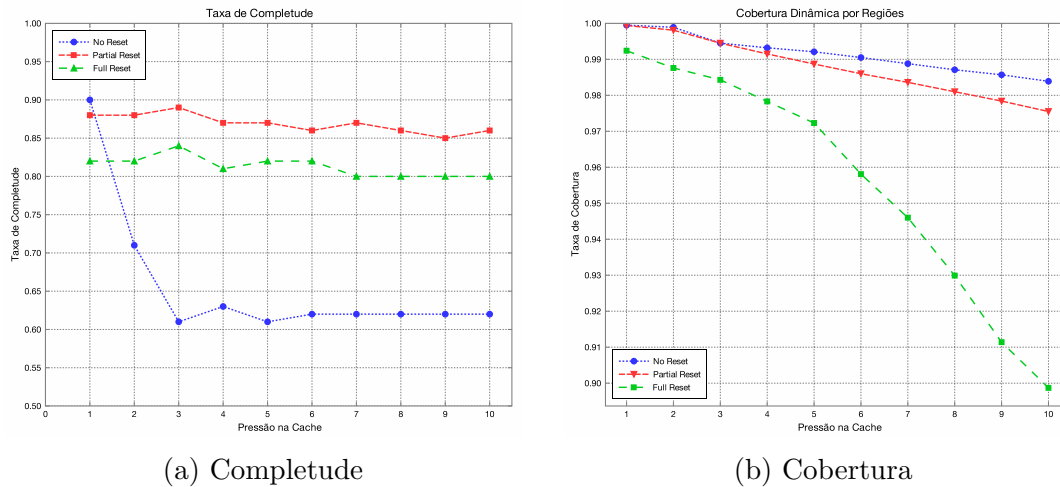 Taxa de Completude
Taxa de Completude
1.00
0.95
0.90
0.85
0.80
0.75
0.70
0.65
0.60
0.55
0.50
No Reset
Partial Reset
Full Reset
0 1 2 3 4 5 6 7 8 9 10
Pressão na Cache
(a) Completude
Cobertura Dinâmica por Regiões
Taxa de Cobertura
1.00
0.99
0.98
0.97
0.96
0.95
0.94
0.93
0.92
0.91
0.90
No Reset
Partial Reset
Full Reset
1 2 3 4 5 6 7 8 9 10
Pressão na Cache
(b) Cobertura